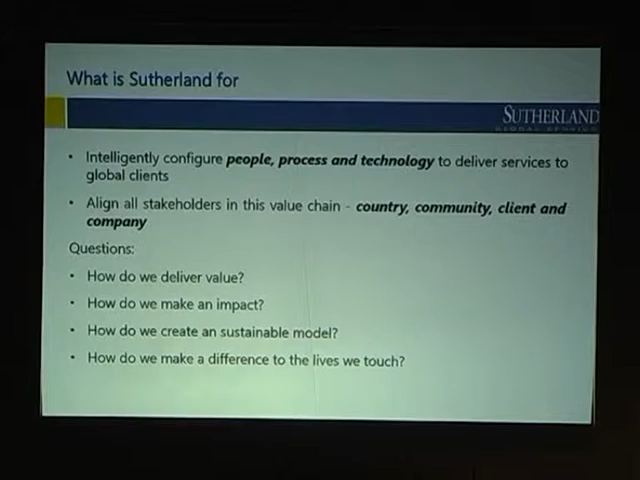 What is Sutherland for
SUTHERLAND
GLOBAL SERVICES
• Intelligently configure people, process and technology to deliver services to
global clients
• Align all stakeholders in this value chain - country, community, client and
company
Questions:
• How do we deliver value?
• How do we make an impact?
• How do we create an sustainable model?
• How do we make a difference to the lives we touch?